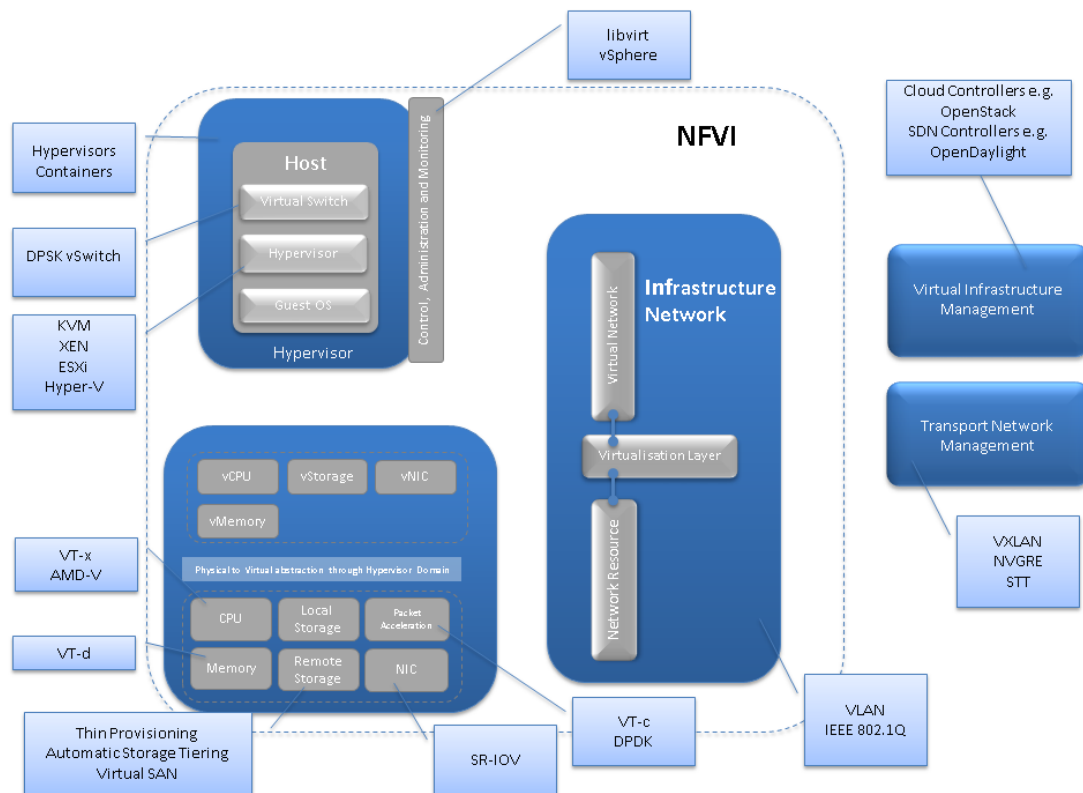 libvirt
vSphere
Cloud Controllers e.g.
OpenStack
SDN Controllers e.g.
OpenDaylight
NFVI
Hypervisors
Containers
Host
Virtual Switch
Hypervisor
Guest OS
Hypervisor
Control, Administration and Monitoring
DPSK vSwitch
KVM
XEN
ESXi
Hyper-V
Infrastructure
Network
Virtual Network
Virtualisation Layer
Network Resource
Virtual Infrastructure
Management
Transport Network
Management
vCPU
vStorage
vNIC
vMemory
Physical to Virtual abstraction through Hypervisor Domain
CPU
Local
Storage
Packet
Acceleration
Memory
Remote
Storage
NIC
VT-x
AMD-V
VT-d
VXLAN
NVGRE
STT
Thin Provisioning
Automatic Storage Tiering
Virtual SAN
SR-IOV
VT-c
DPDK
VLAN
IEEE 802.1Q